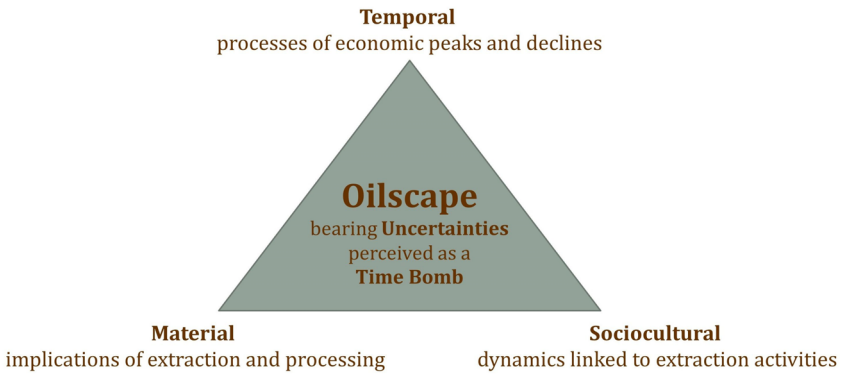 Temporal
processes of economic peaks and declines
Oilscape
bearing Uncertainties
perceived as a
Time Bomb
Material
implications of extraction and processing
Sociocultural
dynamics linked to extraction activities